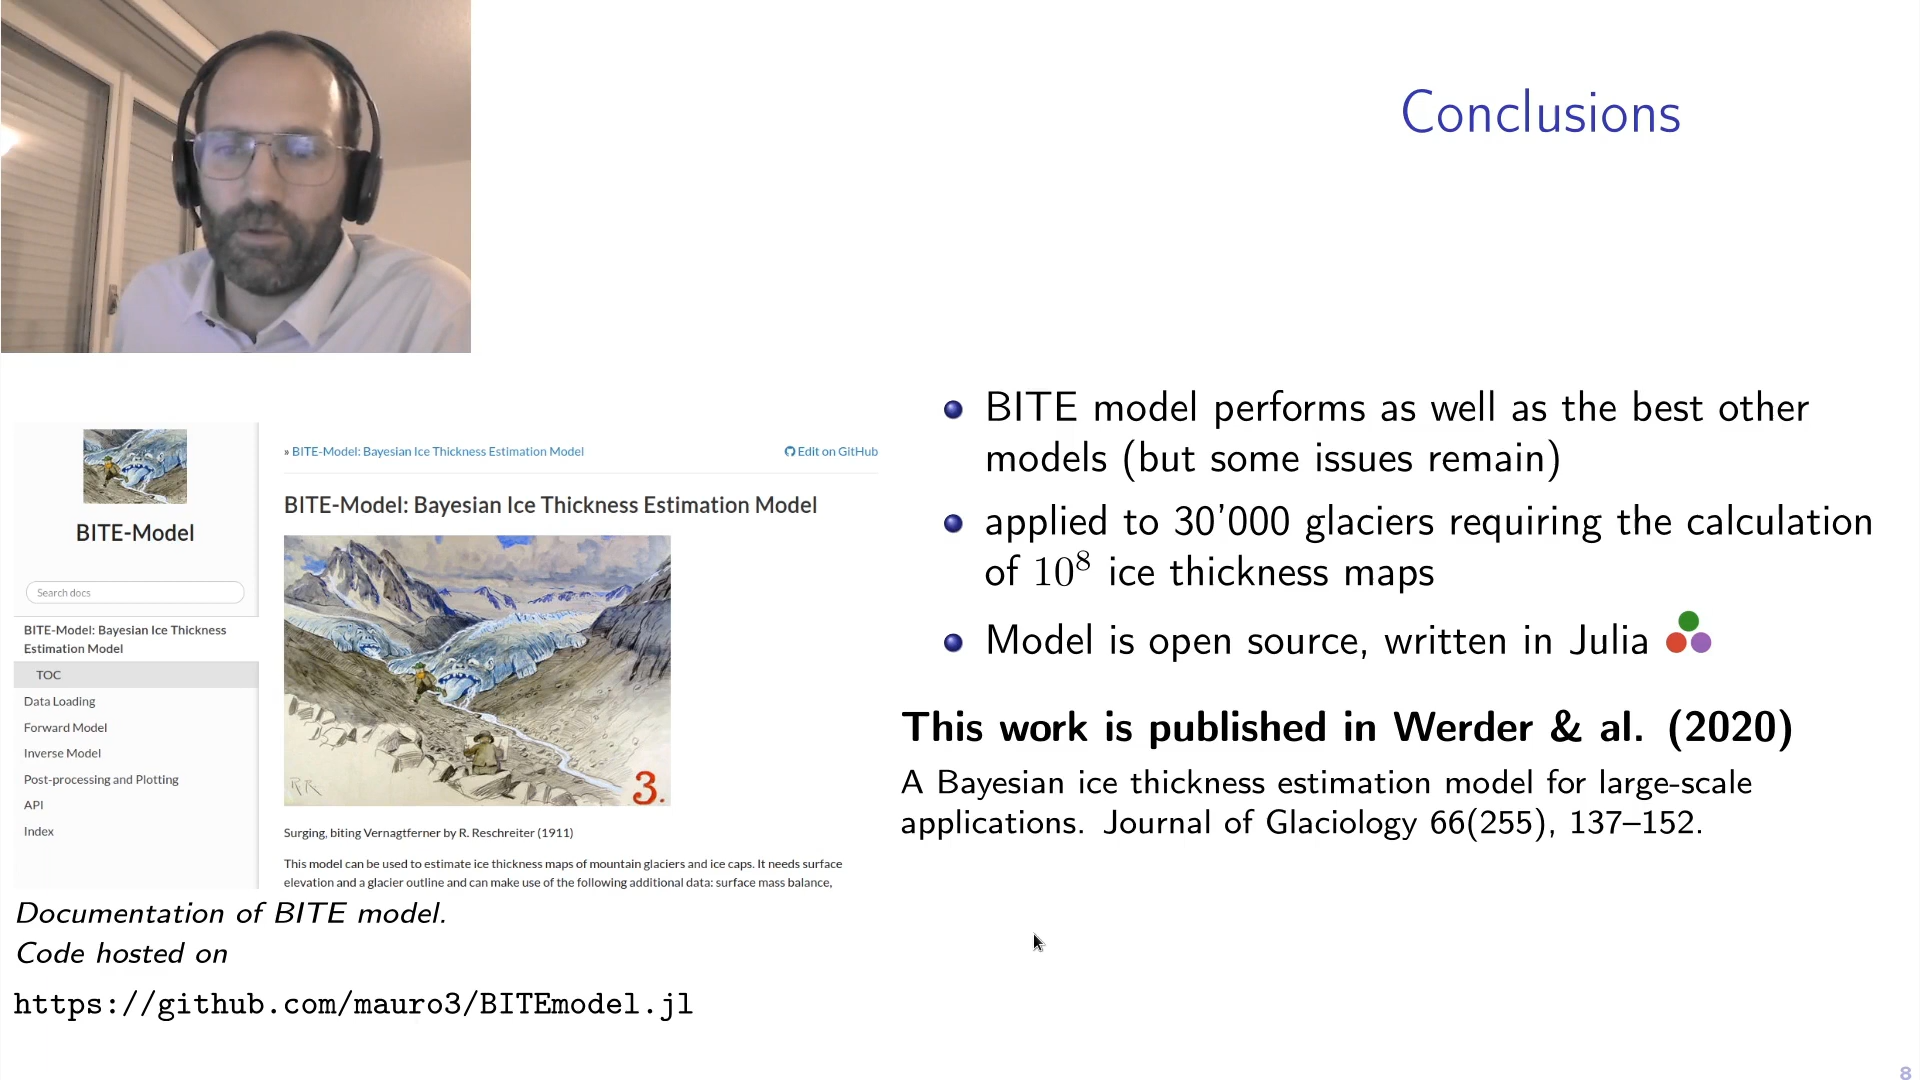 Conclusions
BITE-Model
Search docs
BITE-Model: Bayesian Ice Thickness
Estimation Model
TOC
Data Loading
Forward Model
Inverse Model
Post-processing and Plotting
API
Index
» BITE-Model: Bayesian Ice Thickness Estimation Model
Edit on GitHub
BITE-Model: Bayesian Ice Thickness Estimation Model
RR
3.
Surging, biting Vernagtferner by R. Reschreiter (1911)
This model can be used to estimate ice thickness maps of mountain glaciers and ice caps. It needs surface
elevation and a glacier outline and can make use of the following additional data: surface mass balance,
Documentation of BITE model.
Code hosted on
https://github.com/mauro3/BITEmodel.jl
BITE model performs as well as the best other
models (but some issues remain)
applied to 30'000 glaciers requiring the calculation
of 10⁸ ice thickness maps
Model is open source, written in Julia
This work is published in Werder & al. (2020)
A Bayesian ice thickness estimation model for large-scale
applications. Journal of Glaciology 66(255), 137–152.
8